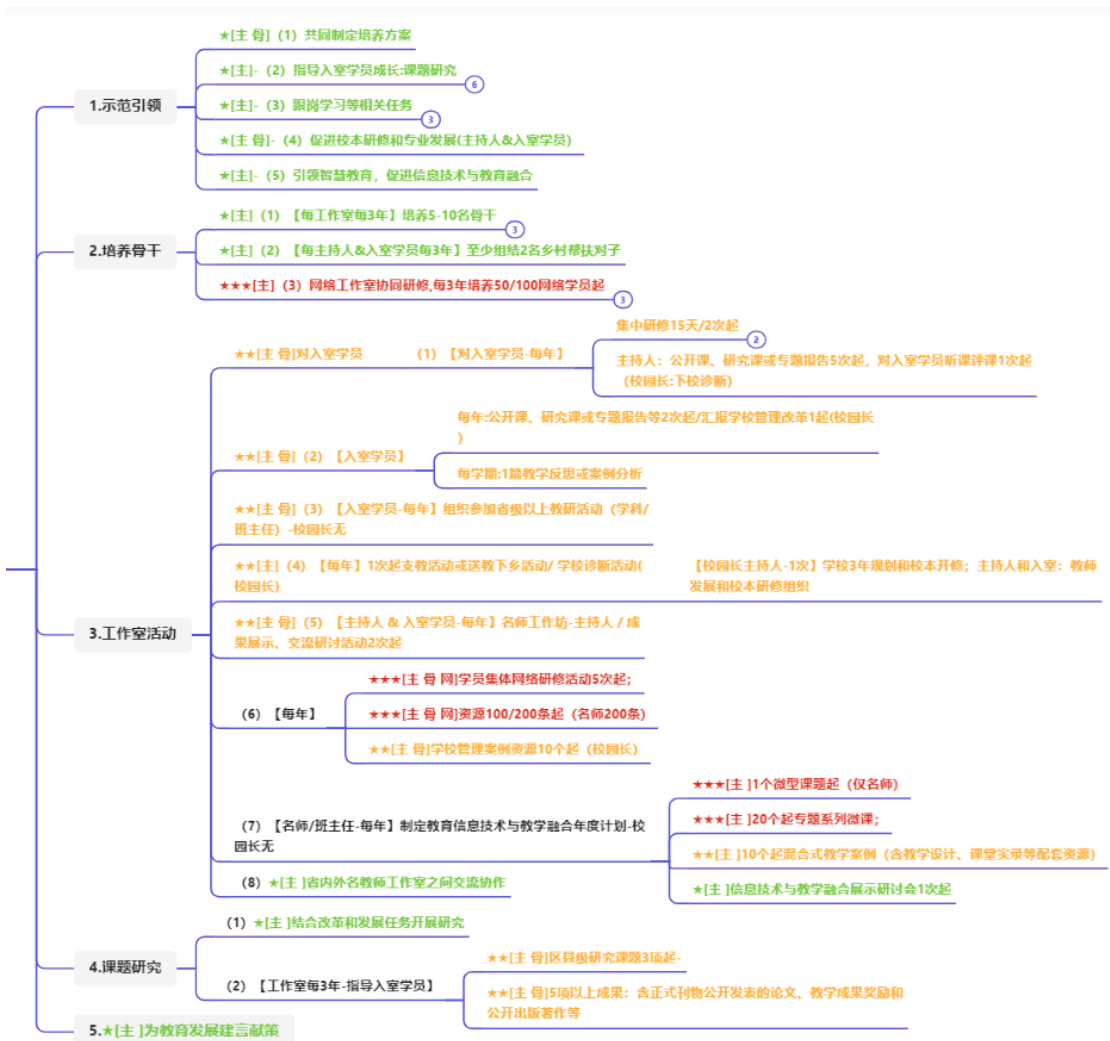 1.示范引领
★[主 骨]（1）共同制定培养方案
★[主]-（2）指导入室学员成长:课题研究
6
★[主]-（3）跟岗学习等相关任务
3
★[主 骨]-（4）促进校本研修和专业发展(主持人&入室学员)
★[主]-（5）引领智慧教育，促进信息技术与教育融合
2.培养骨干
★[主]（1）【每工作室每3年】培养5-10名骨干
3
★[主]（2）【每主持人&入室学员每3年】至少组结2名乡村帮扶对子
★★★[主]（3）网络工作室协同研修,每3年培养50/100网络学员起
3
3.工作室活动
★★[主 骨]对入室学员
（1）【对入室学员-每年】
集中研修15天/2次起
2
主持人：公开课、研究课或专题报告5次起，对入室学员听课评课1次起
（校园长:下校诊断）
★★[主 骨]（2）【入室学员】
每年:公开课、研究课或专题报告等2次起/汇报学校管理改革1起(校园长
)
每学期:1篇教学反思或案例分析
★★[主 骨]（3）【入室学员-每年】组织参加省级以上教研活动（学科/
班主任）-校园长无
★★[主]（4）【每年】1次起支教活动或送教下乡活动/ 学校诊断活动(
校园长)
【校园长主持人-1次】学校3年规划和校本开修；主持人和入室：教师
发展和校本研修组织
★★[主 骨]（5）【主持人 & 入室学员-每年】名师工作坊-主持人 / 成
果展示、交流研讨活动2次起
（6）【每年】
★★★[主 骨 网]学员集体网络研修活动5次起；
★★★[主 骨 网]资源100/200条起（名师200条)
★★[主 骨]学校管理案例资源10个起（校园长）
（7）【名师/班主任-每年】制定教育信息技术与教学融合年度计划-校
园长无
★★★[主 ]1个微型课题起（仅名师）
★★★[主 ]20个起专题系列微课；
★★[主 ]10个起混合式教学案例（含教学设计、课堂实录等配套资源）
★[主 ]信息技术与教学融合展示研讨会1次起
（8）★[主 ]省内外名教师工作室之间交流协作
4.课题研究
（1）★[主 ]结合改革和发展任务开展研究
（2）【工作室每3年-指导入室学员】
★★[主 骨]区县级研究课题3项起-
★★[主 骨]5项以上成果：含正式刊物公开发表的论文、教学成果奖励和
公开出版著作等
5.★[主 ]为教育发展建言献策